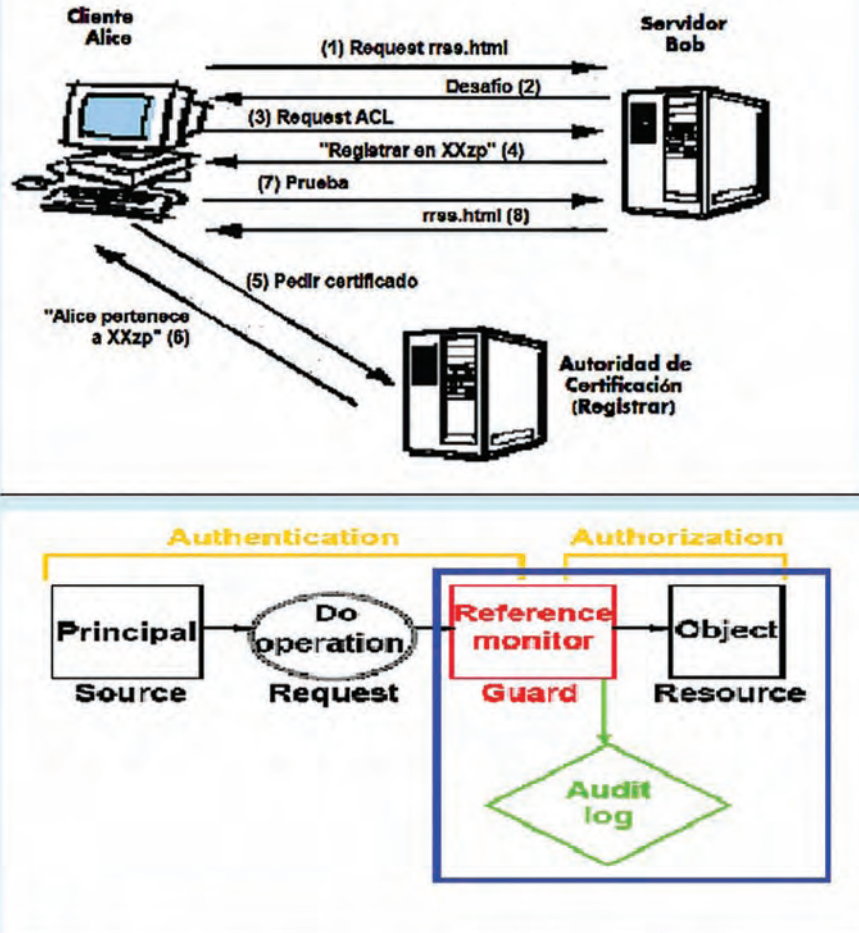 Cliente
Alice
Servidor
Bob
(1) Request rrss.html
Desafio (2)
(3) Request ACL
"Registrar en XXzp" (4)
(7) Prueba
rrss.html (8)
(5) Pedir certificado
"Alice pertenece
a XXzp" (6)
Autoridad de
Certificación
(Registrar)
Authentication
Authorization
Principal
Do
operation
Reference
monitor
Object
Source
Request
Guard
Resource
Audit
log